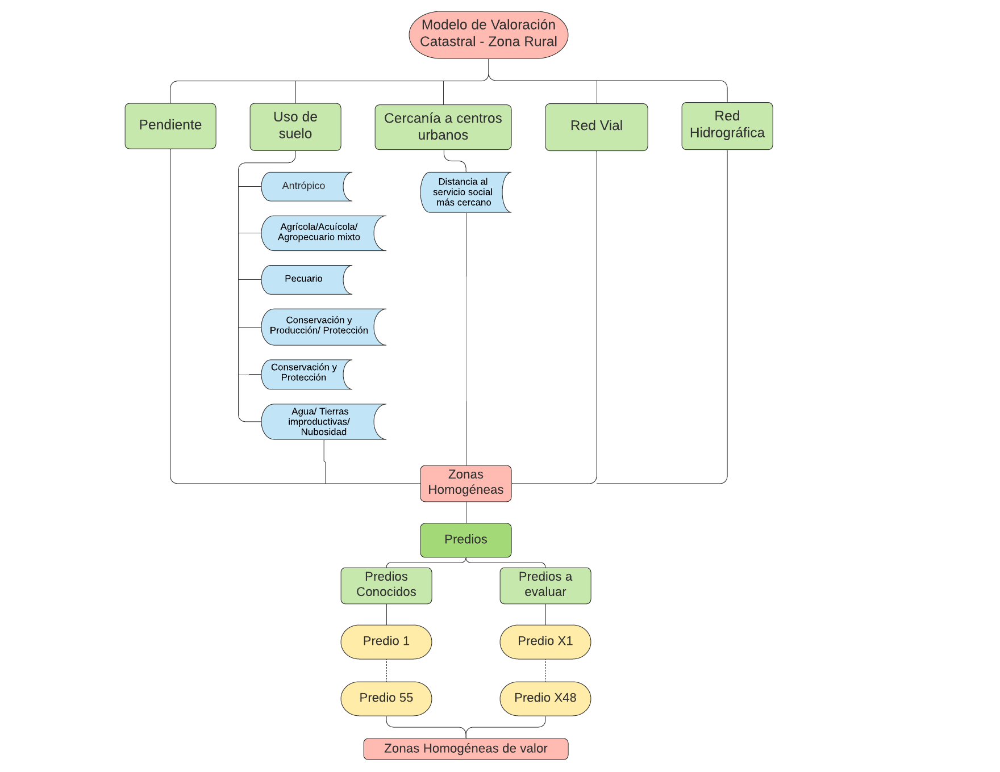 Modelo de Valoración
Catastral - Zona Rural
Pendiente
Uso de
suelo
Cercanía a centros
urbanos
Red Vial
Red
Hidrográfica
Antrópico
Agrícola/Acuícola/
Agropecuario mixto
Pecuario
Conservación y
Producción/ Protección
Conservación y
Protección
Agua/ Tierras
improductivas/
Nubosidad
Distancia al
servicio social
más cercano
Zonas
Homogéneas
Predios
Predios
Conocidos
Predios a
evaluar
Predio 1
Predio X1
Predio 55
Predio X48
Zonas Homogéneas de valor